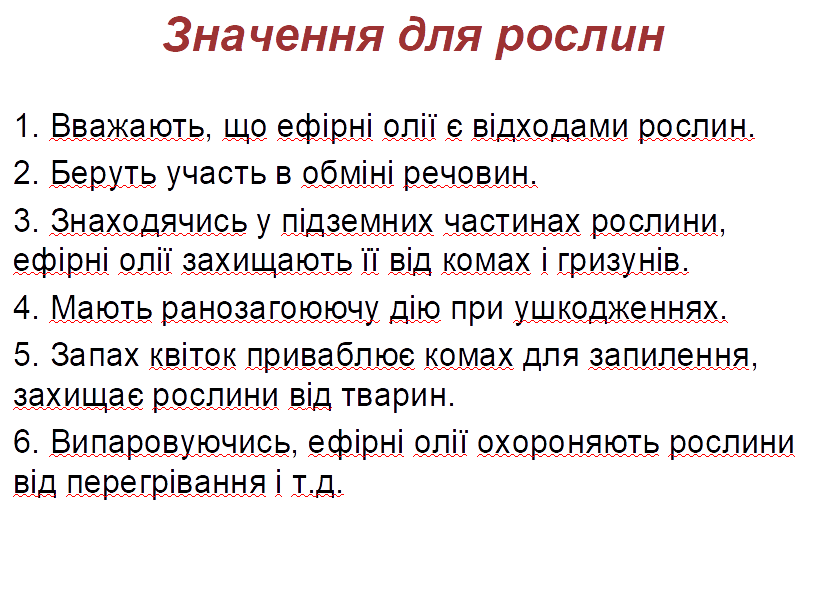 Значення для рослин
1. Вважають, що ефірні олії є відходами рослин.
2. Беруть участь в обміні речовин.
3. Знаходячись у підземних частинах рослини,
ефірні олії захищають її від комах і гризунів.
4. Мають ранозагоюючу дію при ушкодженнях.
5. Запах квіток приваблює комах для запилення,
захищає рослини від тварин.
6. Випаровуючись, ефірні олії охороняють рослини
від перегрівання і т.д.